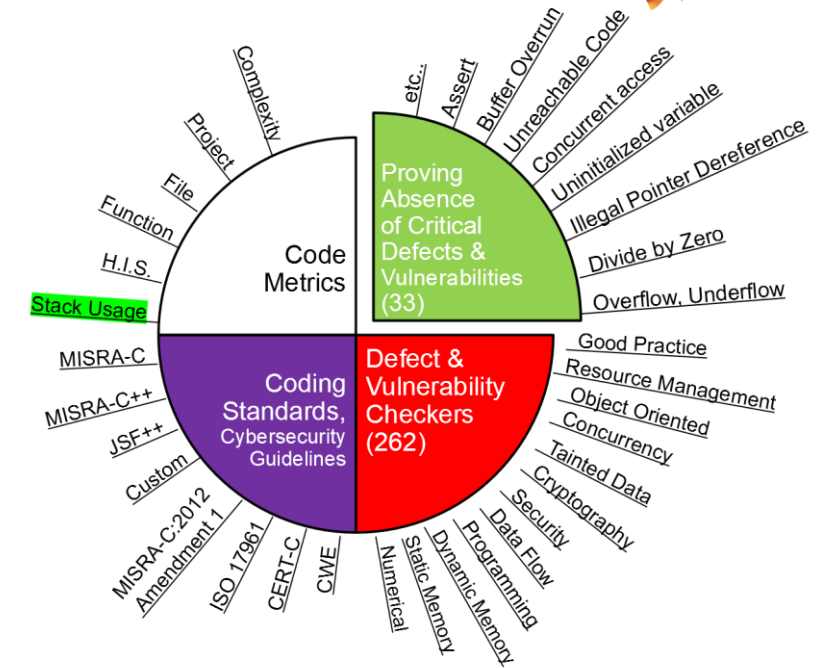 Complexity
Project
File
Function
H.I.S.
Stack Usage
Code
Metrics
etc..
Assert
Buffer Overrun
Unreachable Code
Concurrent access
Uninitialized variable
Illegal Pointer Dereference
Divide by Zero
Overflow, Underflow
Proving
Absence
of Critical
Defects &
Vulnerabilities
(33)
MISRA-C
MISRA-C++
JSF++
Custom
MISRA-C:2012
Amendment 1
ISO 17961
CERT-C
CWE
Coding
Standards,
Cybersecurity
Guidelines
Defect &
Vulnerability
Checkers
(262)
Good Practice
Resource Management
Object Oriented
Concurrency
Tainted Data
Cryptography
Security
Data Flow
Programming
Dynamic Memory
Static Memory
Numerical